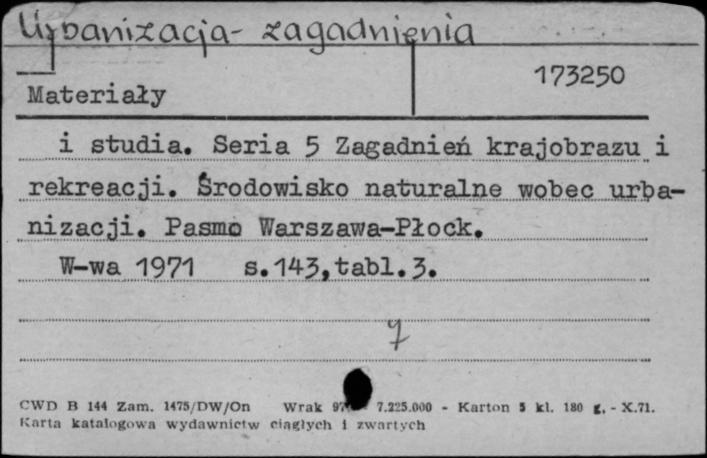 Urbanizacja - zagadnienia
173250
Materiały
i studia. Seria 5 Zagadnień krajobrazu i
rekreacji. Środowisko naturalne wobec urba-
nizacji. Pasmo Warszawa-Płock.
W-wa 1971 s.143,tabl.3.
CWD B 144 Zam. 1475/DW/On Wrak 7.225.000 - Karton 5 kl. 180 g. - X.71.
Karta katalogowa wydawnictw ciągłych i zwartych